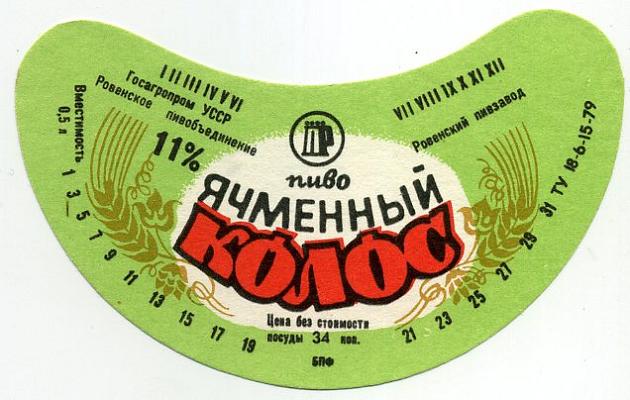 I II III IV V VI
Госагропром УССР
Ровенское пивобъединение
11%
VII VIII IX X XI XII
Ровенский пивзавод
Вместимость
0,5 л
ПР
пиво
ЯЧМЕННЫЙ
КОЛОС
Цена без стоимости
посуды 34 коп.
БПФ
1 3 5 7 9 11 13 15 17 19 21 23 25 27 29 31
ТУ 18-6-15-79